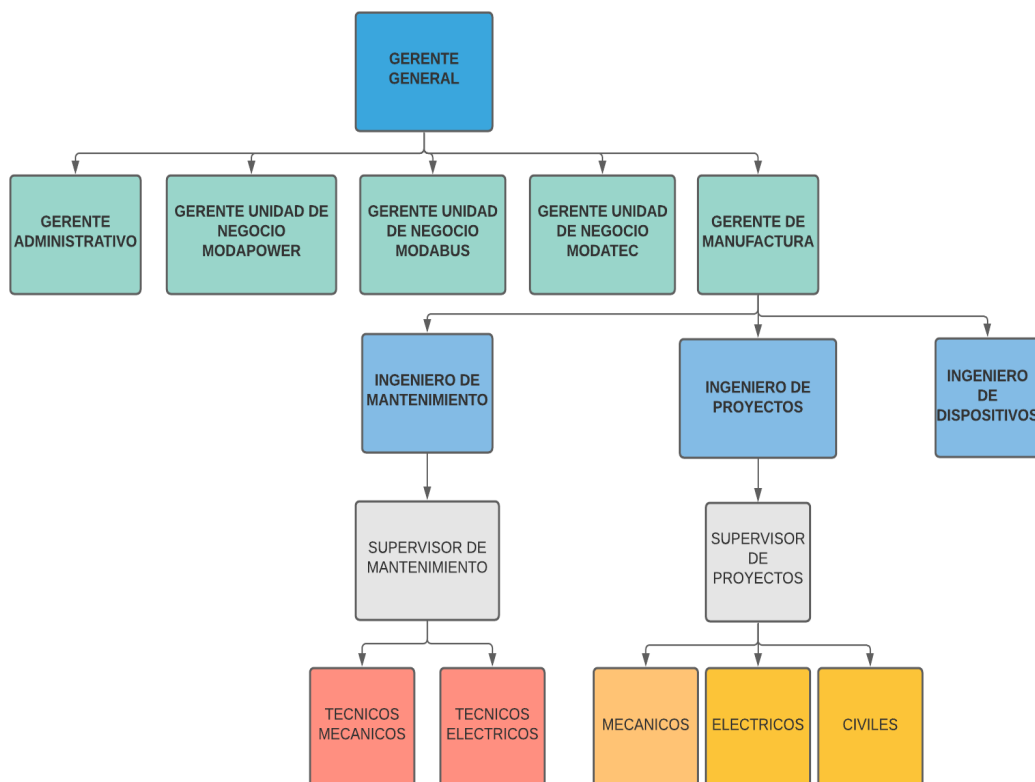 GERENTE
GENERAL
GERENTE
ADMINISTRATIVO
GERENTE UNIDAD DE
NEGOCIO
MODAPOWER
GERENTE UNIDAD
DE NEGOCIO
MODABUS
GERENTE UNIDAD
DE NEGOCIO
MODATEC
GERENTE DE
MANUFACTURA
INGENIERO DE
MANTENIMIENTO
INGENIERO DE
PROYECTOS
INGENIERO
DE
DISPOSITIVOS
SUPERVISOR DE
MANTENIMIENTO
SUPERVISOR
DE
PROYECTOS
TECNICOS
MECANICOS
TECNICOS
ELECTRICOS
MECANICOS
ELECTRICOS
CIVILES